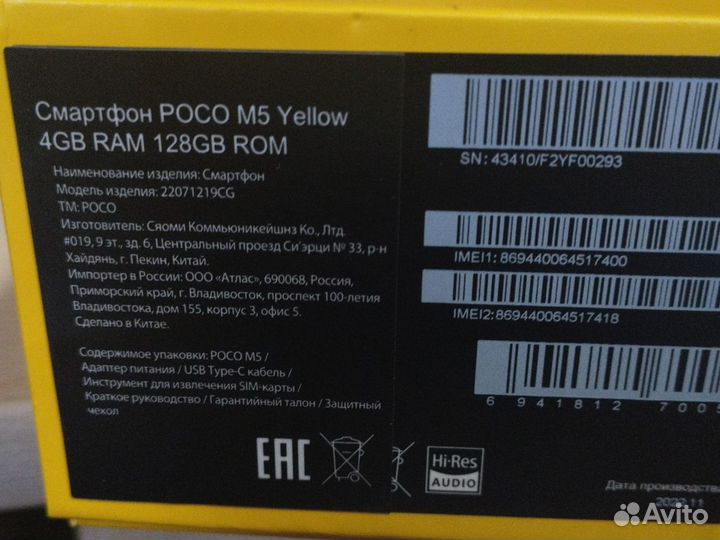 Смартфон POCO M5 Yellow
4GB RAM 128GB ROM
Наименование изделия: Смартфон
Модель изделия: 22071219CG
ТМ: POCO
Изготовитель: Сяоми Коммьюникейшнз Ко., Лтд.
#019, 9 эт., зд. 6, Центральный проезд Си'эрци № 33, р-н
Хайдянь, г. Пекин, Китай.
Импортер в России: ООО «Атлас», 690068, Россия,
Приморский край, г. Владивосток, проспект 100-летия
Владивостока, дом 155, корпус 3, офис 5.
Сделано в Китае.
Содержимое упаковки: POCO M5 /
Адаптер питания / USB Type-C кабель /
Инструмент для извлечения SIM-карты /
Краткое руководство / Гарантийный талон / Защитный
чехол
EAC
SN: 43410/F2YF00293
IMEI1: 869440064517400
IMEI2: 869440064517418
6 941812 7005
Hi-Res
AUDIO
Дата производства
2022.11
Avito